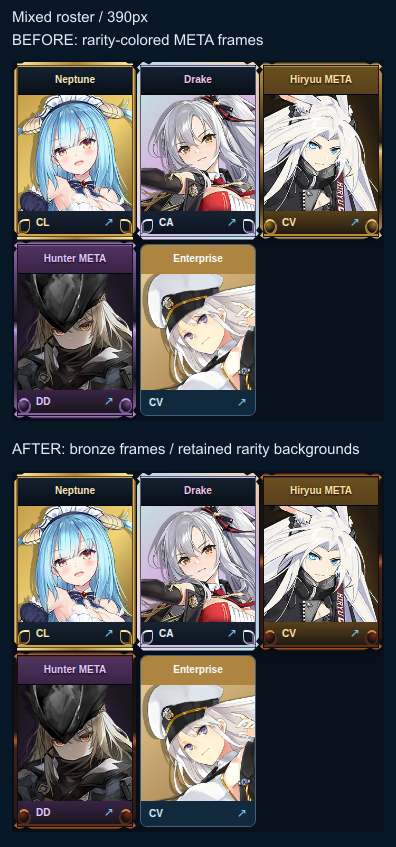 Mixed roster / 390px
BEFORE: rarity-colored META frames
Neptune
Drake
Hiryuu META
CL ↗
CA ↗
CV ↗
Hunter META
Enterprise
DD ↗
CV ↗
AFTER: bronze frames / retained rarity backgrounds
Neptune
Drake
Hiryuu META
CL ↗
CA ↗
CV ↗
Hunter META
Enterprise
DD ↗
CV ↗